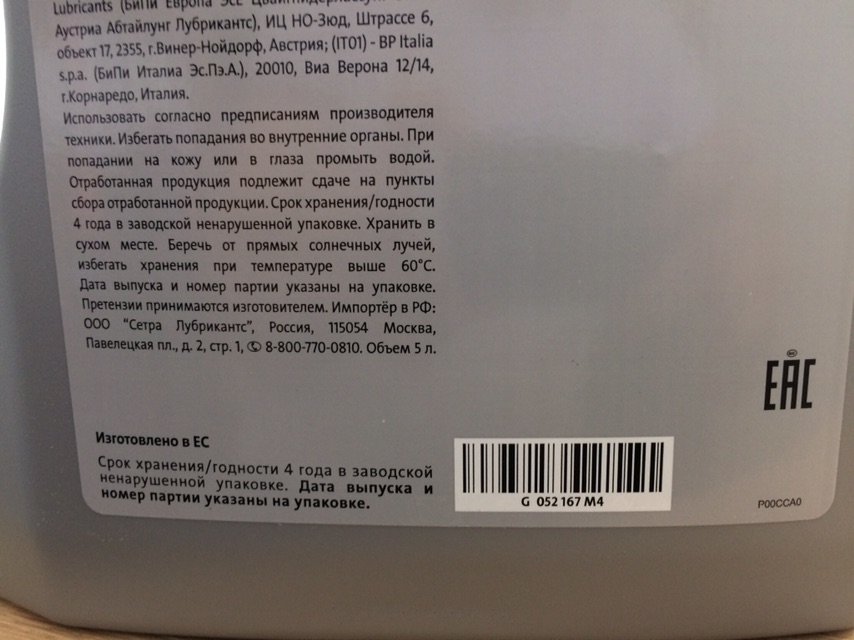 Lubricants (БиПи Европа ЭСЕ
Аустриа Абтайлунг Лубрикантс), ИЦ НО-Зюд, Штрассе 6,
объект 17, 2355, г.Винер-Нойдорф, Австрия; (IT01) - BP Italia
s.p.a. (БиПи Италиа Эс.Пэ.А.), 20010, Виа Верона 12/14,
г.Корнаредо, Италия.
Использовать согласно предписаниям производителя
техники. Избегать попадания во внутренние органы. При
попадании на кожу или в глаза промыть водой.
Отработанная продукция подлежит сдаче на пункты
сбора отработанной продукции. Срок хранения/годности
4 года в заводской ненарушенной упаковке. Хранить в
сухом месте. Беречь от прямых солнечных лучей,
избегать хранения при температуре выше 60°С.
Дата выпуска и номер партии указаны на упаковке.
Претензии принимаются изготовителем. Импортёр в РФ:
ООО "Сетра Лубрикантс", Россия, 115054 Москва,
Павелецкая пл., д. 2, стр. 1, ✆ 8-800-770-0810. Объем 5 л.
EAC
Изготовлено в ЕС
Срок хранения/годности 4 года в заводской
ненарушенной упаковке. Дата выпуска и
номер партии указаны на упаковке.
G 052 167 M4
P00CCA0